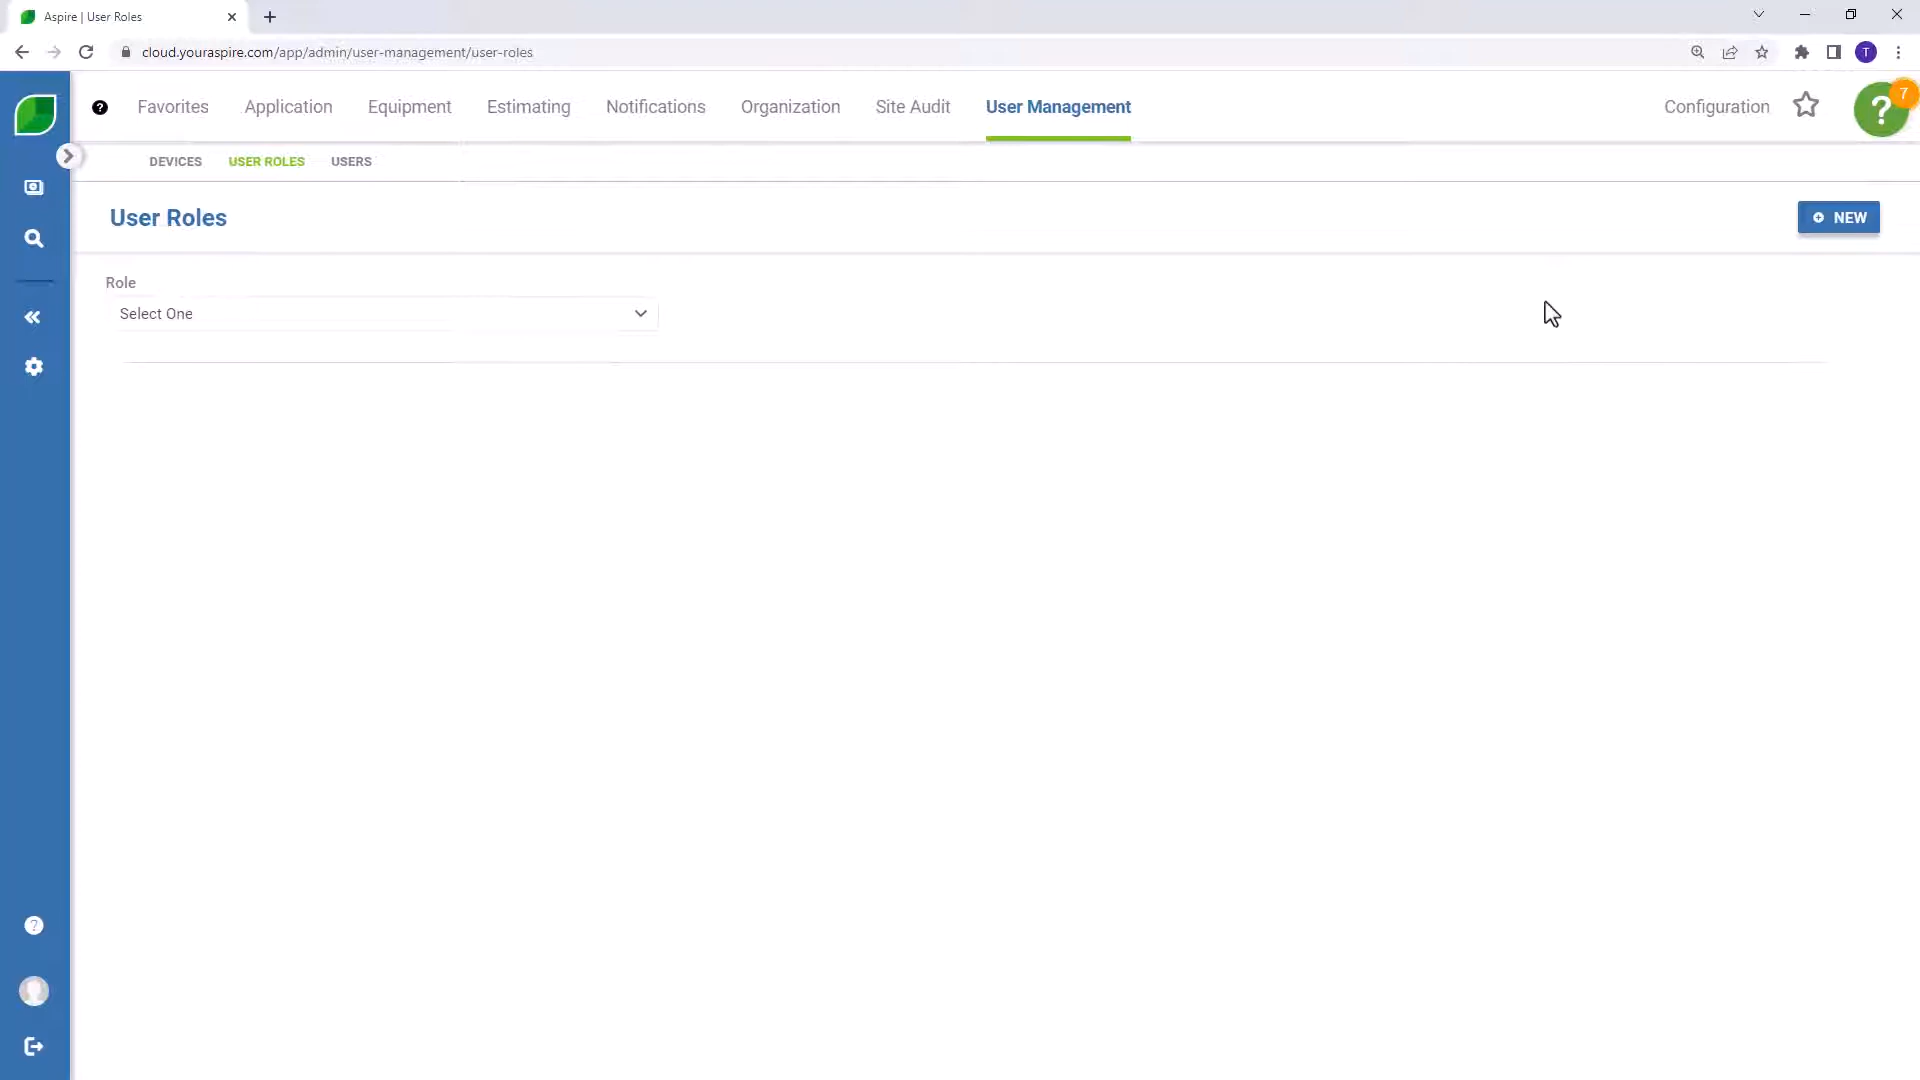 Aspire | User Roles
cloud.youraspire.com/app/admin/user-management/user-roles
T
? Favorites Application Equipment Estimating Notifications Organization Site Audit User Management Configuration ? 7
DEVICES USER ROLES USERS
User Roles
NEW
Role
Select One
?